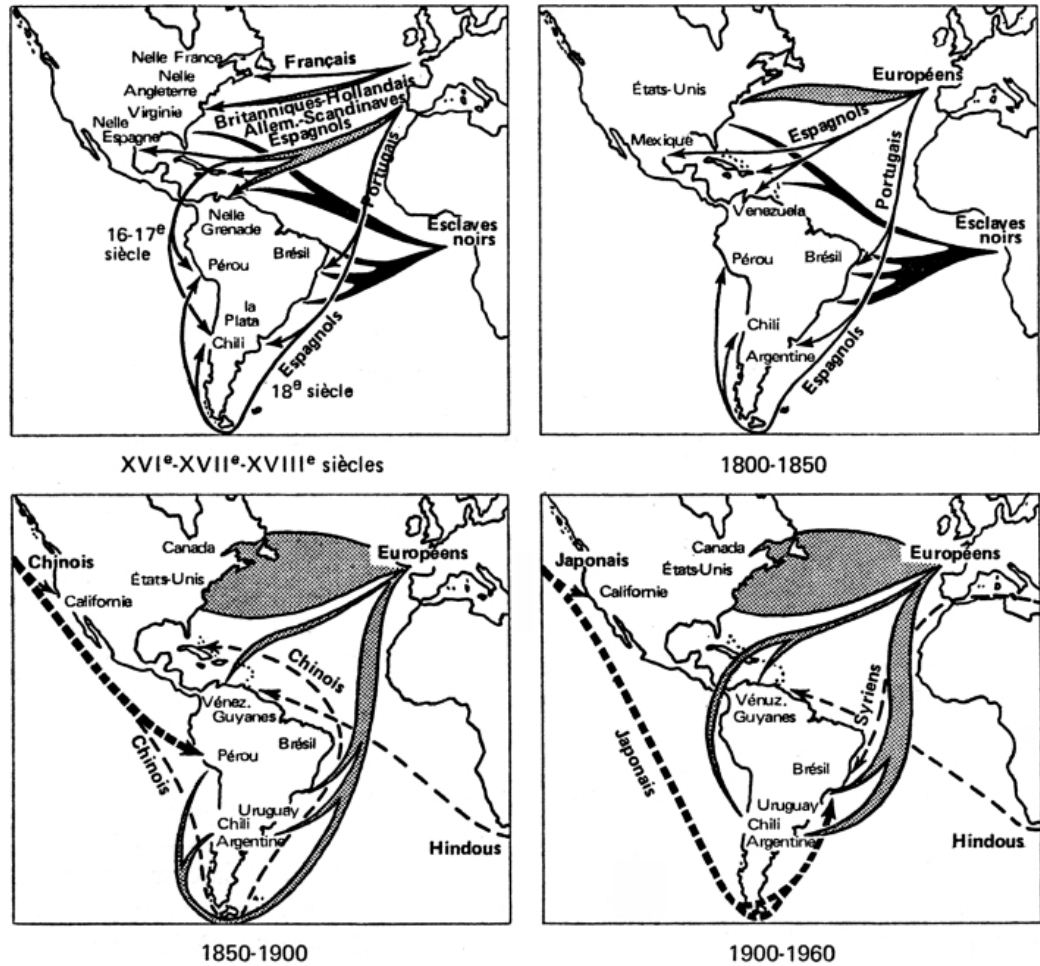 Nelle France
Français
Nelle
Angleterre
Britanniques-Hollandais
Allem.-Scandinaves
Virginie
Espagnols
Nelle
Espagne
Portugais
Nelle
Grenade
Esclaves
noirs
16-17e
siècle
Brésil
Pérou
la
Plata
Chili
Espagnols
18e siècle
XVIe-XVIIe-XVIIIe siècles
Européens
États-Unis
Espagnols
Mexique
Portugais
Venezuela
Esclaves
noirs
Pérou
Brésil
Chili
Argentine
Espagnols
1800-1850
Canada
Européens
Chinois
États-Unis
Californie
Chinois
Vénez.
Guyanes
Chinois
Pérou
Brésil
Uruguay
Chili
Argentine
Hindous
1850-1900
Canada
Européens
Japonais
États-Unis
Californie
Syriens
Vénuz.
Guyanes
Japonais
Brésil
Uruguay
Chili
Argentine
Hindous
1900-1960